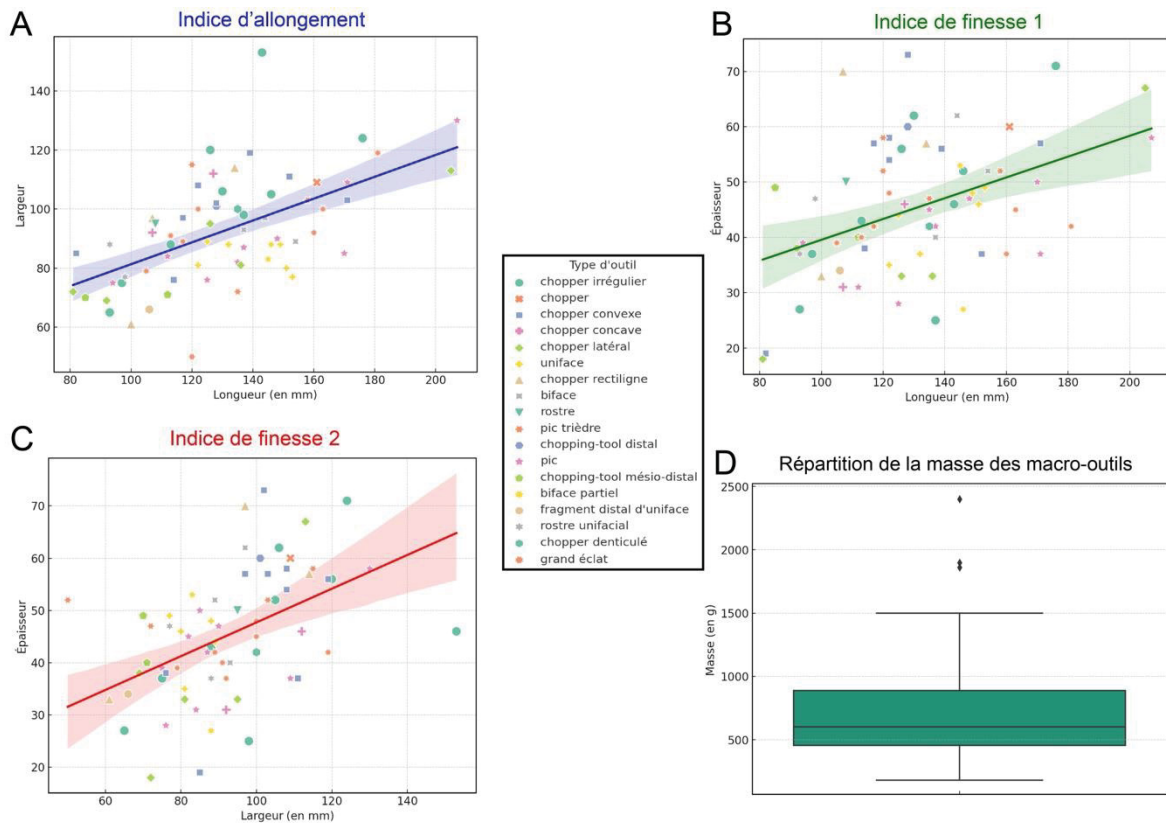 A
Indice d'allongement
Largeur
140
120
100
80
60
80
100
120
140
160
180
200
Longueur (en mm)
B
Indice de finesse 1
Épaisseur
70
60
50
40
30
20
80
100
120
140
160
180
200
Longueur (en mm)
Type d'outil
chopper irrégulier
chopper
chopper convexe
chopper concave
chopper latéral
uniface
chopper rectiligne
biface
rostre
pic trièdre
chopping-tool distal
pic
chopping-tool mésio-distal
biface partiel
fragment distal d'uniface
rostre unifacial
chopper denticulé
grand éclat
C
Indice de finesse 2
Épaisseur
70
60
50
40
30
20
60
80
100
120
140
Largeur (en mm)
D
Répartition de la masse des macro-outils
Masse (en g)
2500
2000
1500
1000
500